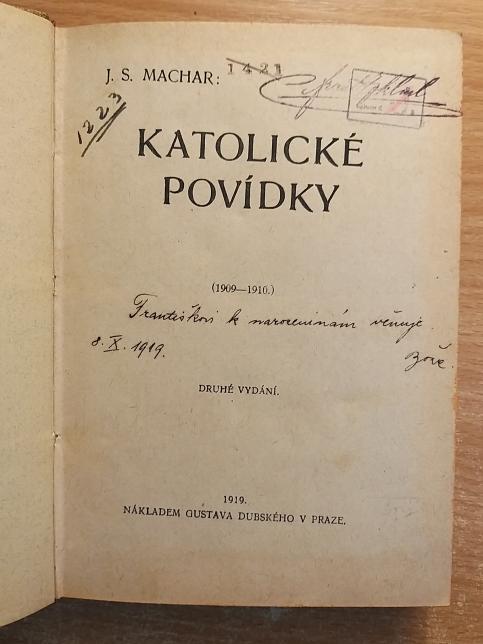 J. S. MACHAR:
1421
1223
KATOLICKÉ
POVÍDKY
(1909—1910.)
Františkovi k narozeninám věnuje
8. X. 1919.
DRUHÉ VYDÁNÍ.
1919.
NÁKLADEM GUSTAVA DUBSKÉHO V PRAZE.